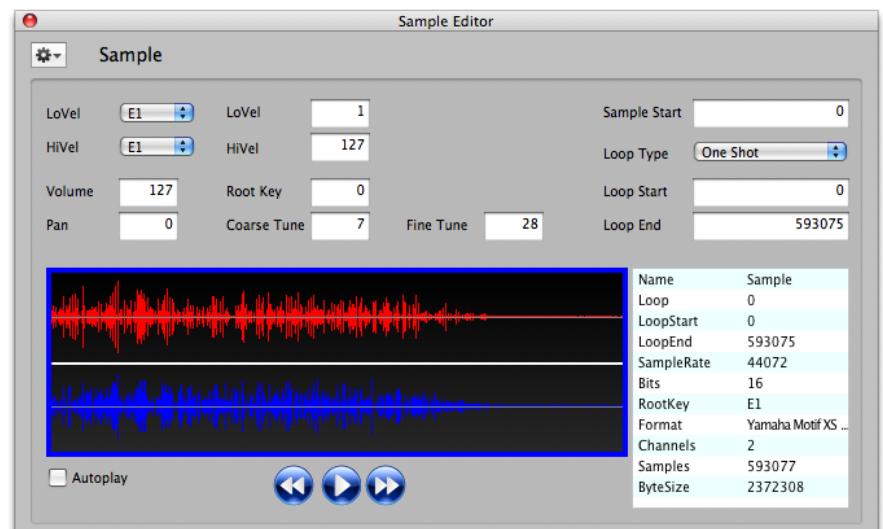 Sample Editor
Sample
LoVel E1 LoVel 1 Sample Start 0
HiVel E1 HiVel 127 Loop Type One Shot
Volume 127 Root Key 0 Loop Start 0
Pan 0 Coarse Tune 7 Fine Tune 28 Loop End 593075
Name Sample
Loop 0
LoopStart 0
LoopEnd 593075
SampleRate 44072
Bits 16
RootKey E1
Format Yamaha Motif XS ...
Channels 2
Samples 593077
ByteSize 2372308
Autoplay